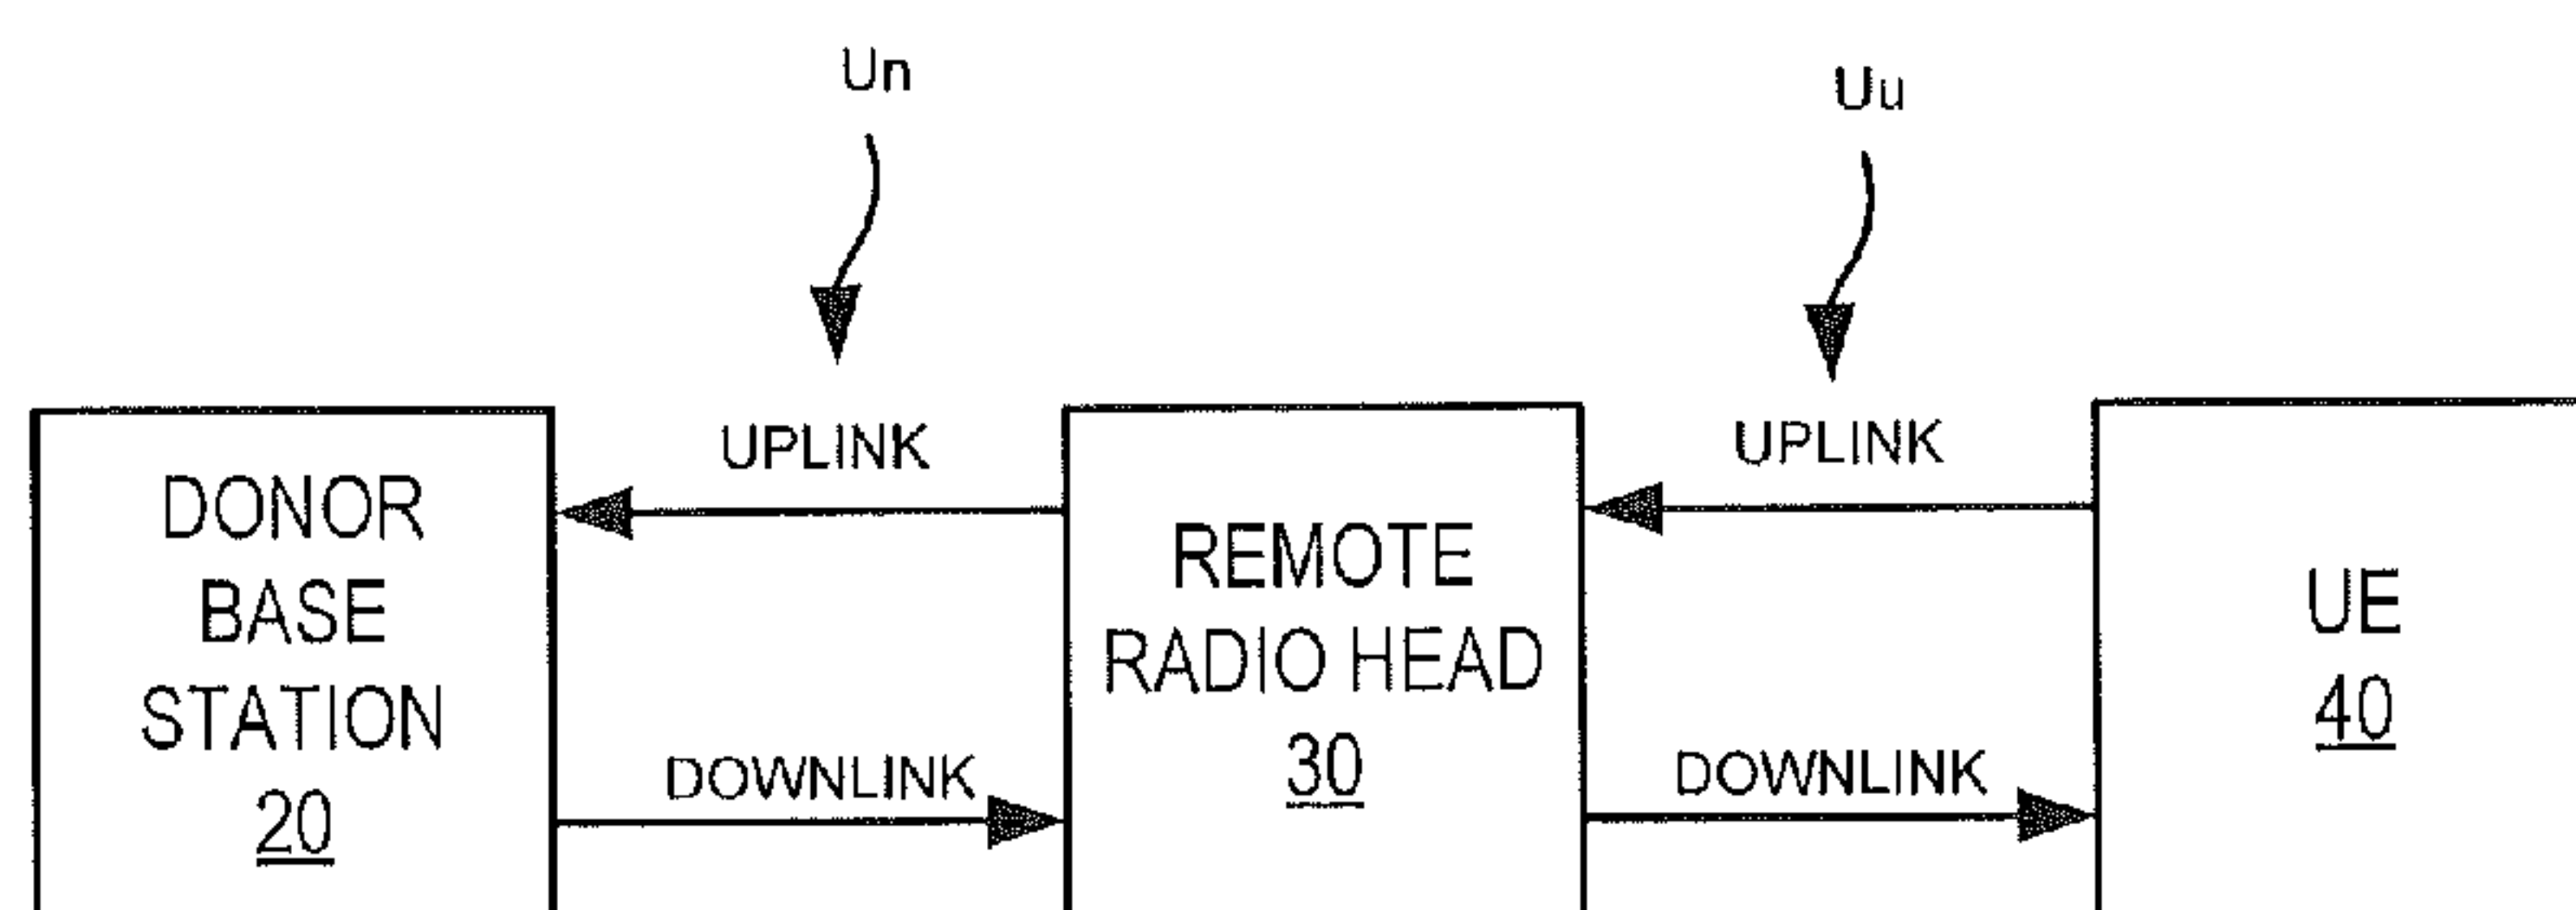 Un
Uu
UPLINK
UPLINK
DONOR
BASE
STATION
20
REMOTE
RADIO HEAD
30
UE
40
DOWNLINK
DOWNLINK